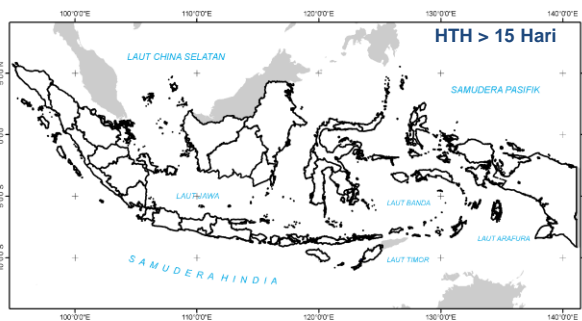 100°0'0"E 110°0'0"E 120°0'0"E 130°0'0"E 140°0'0"E
HTH > 15 Hari
LAUT CHINA SELATAN
SAMUDERA PASIFIK
LAUT JAWA
LAUT BANDA
LAUT ARAFURA
LAUT TIMOR
SAMUDERA HINDIA
100°0'0"E 110°0'0"E 120°0'0"E 130°0'0"E 140°0'0"E